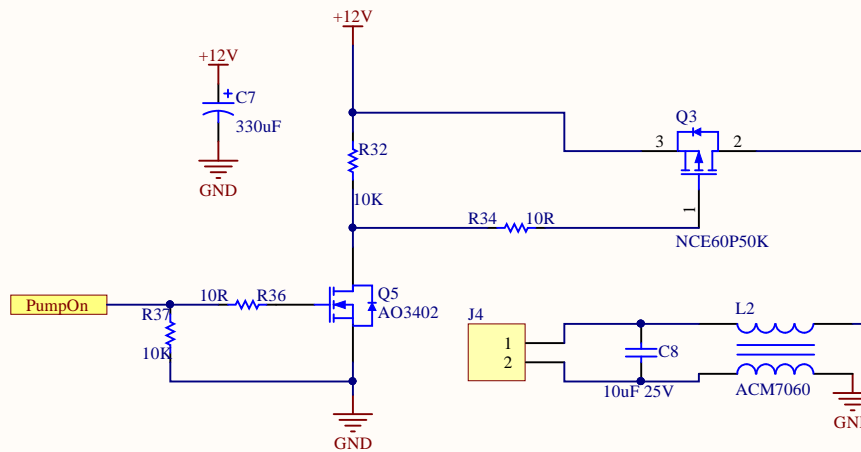 +12V
+12V
C7
330uF
GND
R32
10K
Q3
3
2
1
NCE60P50K
R34
10R
PumpOn
R37
10K
10R
R36
Q5
AO3402
GND
J4
1
2
C8
10uF 25V
L2
ACM7060
GND